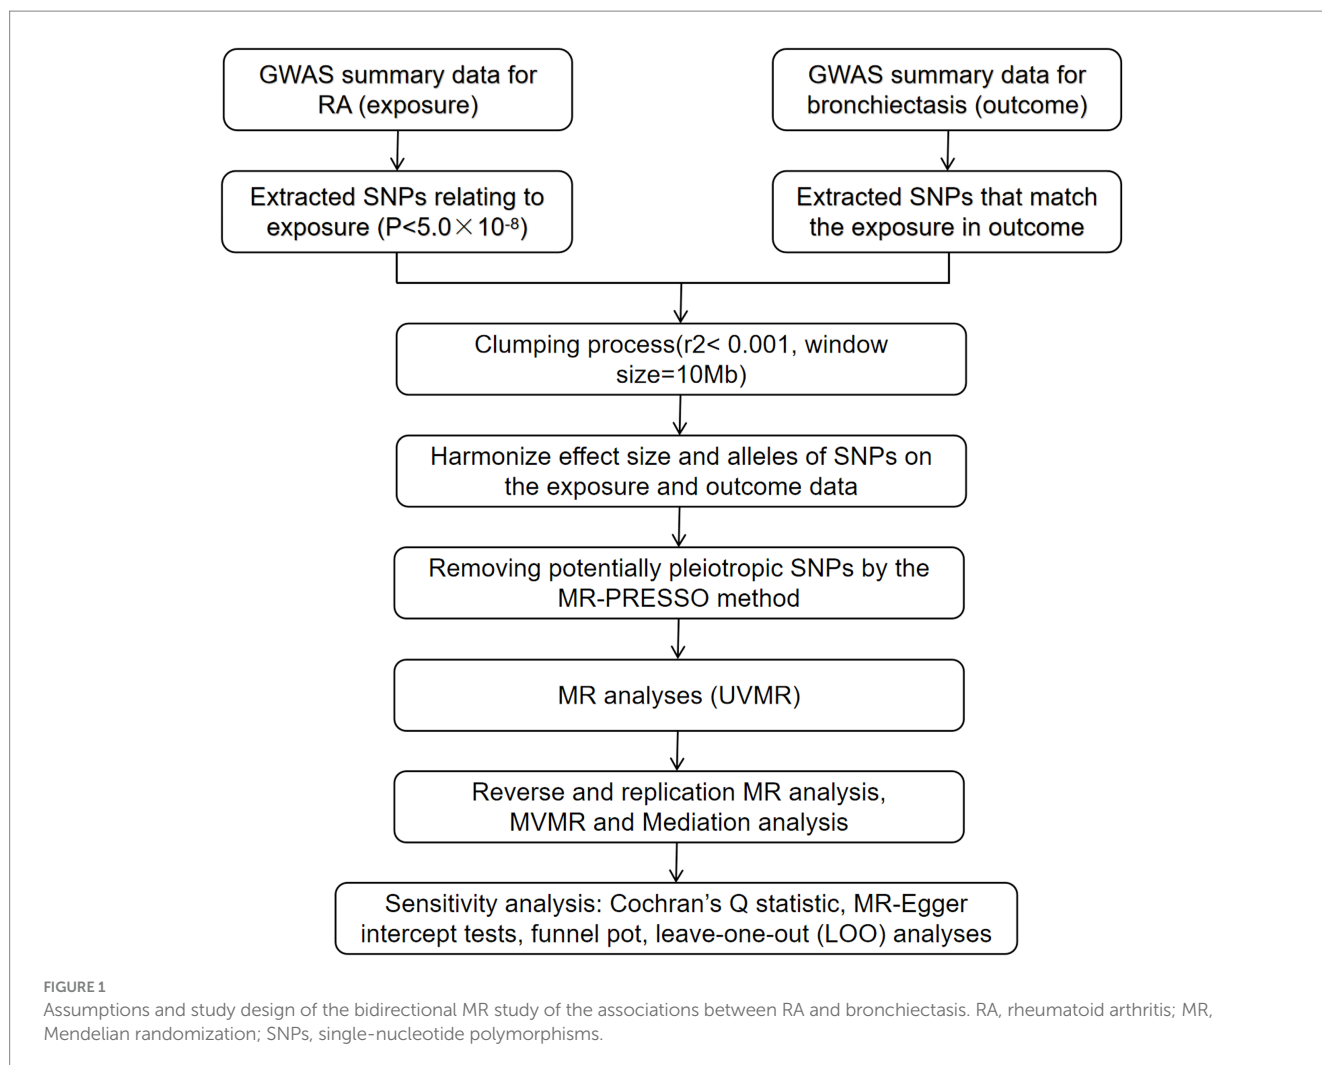 GWAS summary data for
RA (exposure)
GWAS summary data for
bronchiectasis (outcome)
Extracted SNPs relating to
exposure (P<5.0×10-8)
Extracted SNPs that match
the exposure in outcome
Clumping process(r2< 0.001, window
size=10Mb)
Harmonize effect size and alleles of SNPs on
the exposure and outcome data
Removing potentially pleiotropic SNPs by the
MR-PRESSO method
MR analyses (UVMR)
Reverse and replication MR analysis,
MVMR and Mediation analysis
Sensitivity analysis: Cochran’s Q statistic, MR-Egger
intercept tests, funnel pot, leave-one-out (LOO) analyses
FIGURE 1
Assumptions and study design of the bidirectional MR study of the associations between RA and bronchiectasis. RA, rheumatoid arthritis; MR,
Mendelian randomization; SNPs, single-nucleotide polymorphisms.